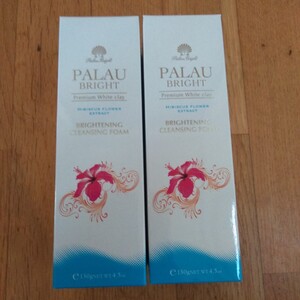 PALAU
BRIGHT
Premium White clay
HIBISCUS FLOWER
EXTRACT
BRIGHTENING
CLEANSING FOAM
PALAU
BRIGHT
Premium White clay
HIBISCUS FLOWER
EXTRACT
BRIGHTENING
CLEANSING FOAM